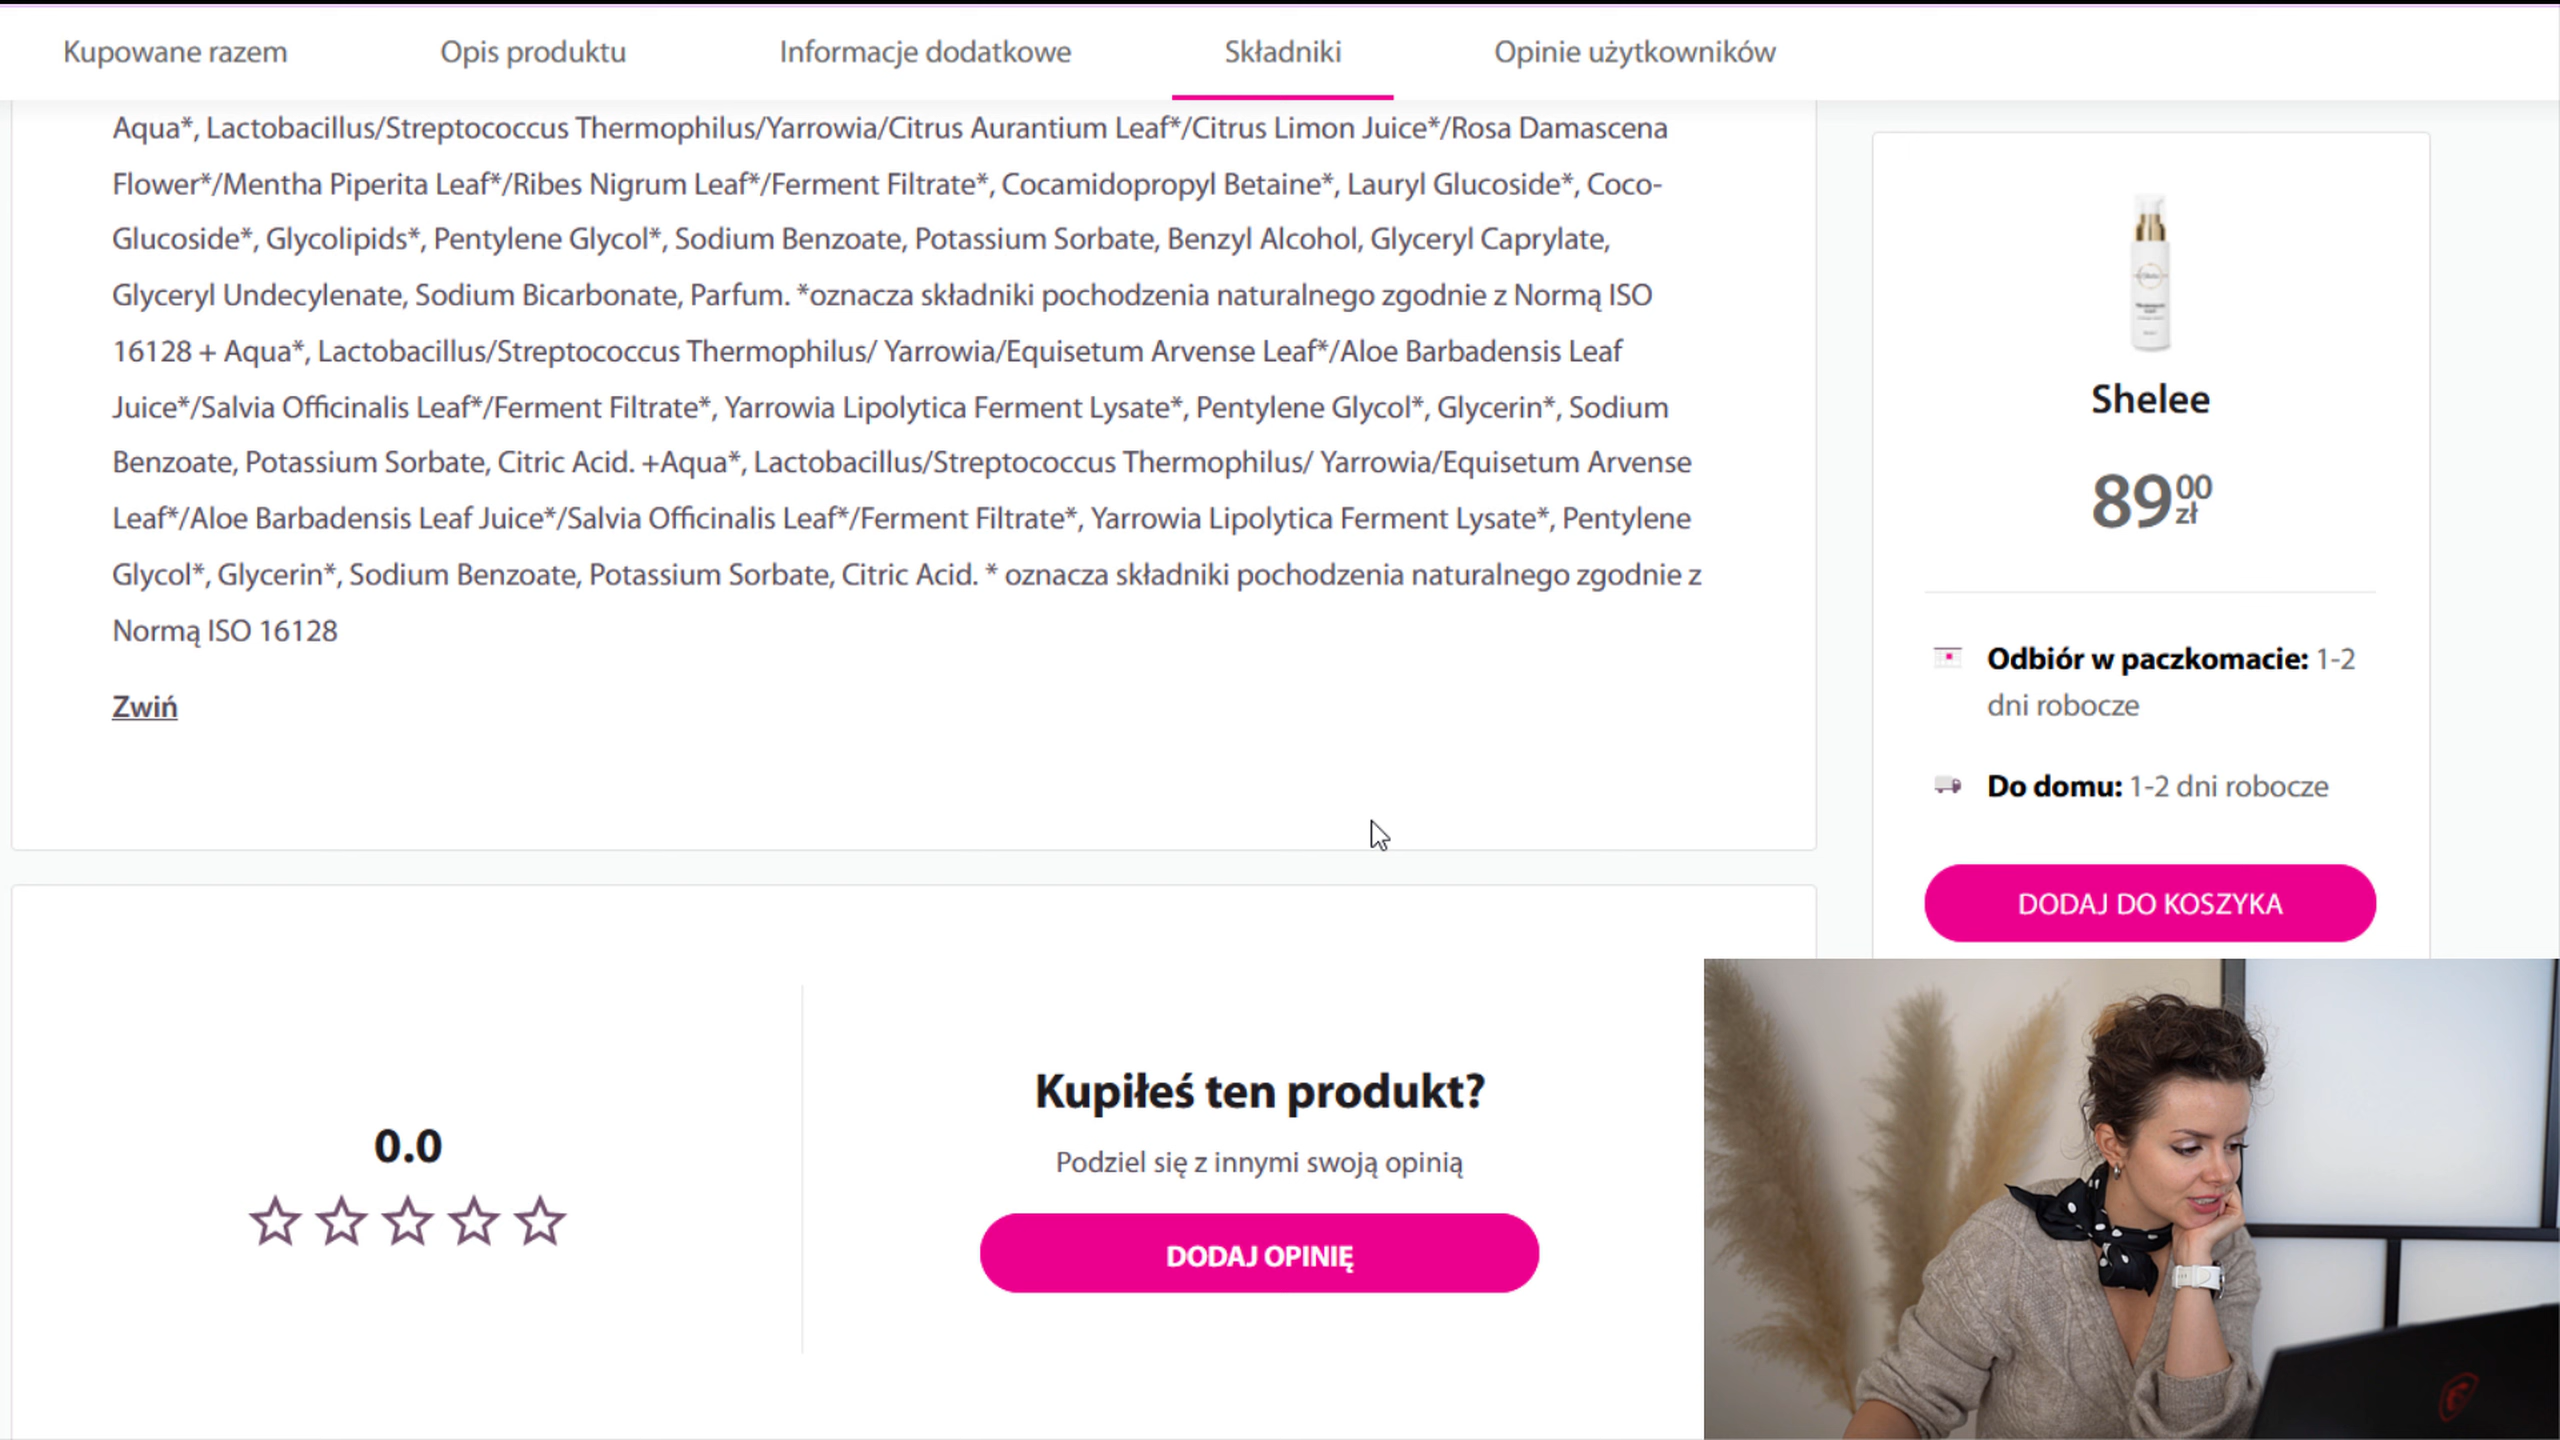 Kupowane razem
Opis produktu
Informacje dodatkowe
Składniki
Opinie użytkowników
Aqua*, Lactobacillus/Streptococcus Thermophilus/Yarrowia/Citrus Aurantium Leaf*/Citrus Limon Juice*/Rosa Damascena
Flower*/Mentha Piperita Leaf*/Ribes Nigrum Leaf*/Ferment Filtrate*, Cocamidopropyl Betaine*, Lauryl Glucoside*, Coco-
Glucoside*, Glycolipids*, Pentylene Glycol*, Sodium Benzoate, Potassium Sorbate, Benzyl Alcohol, Glyceryl Caprylate,
Glyceryl Undecylenate, Sodium Bicarbonate, Parfum. *oznacza składniki pochodzenia naturalnego zgodnie z Normą ISO
16128 + Aqua*, Lactobacillus/Streptococcus Thermophilus/ Yarrowia/Equisetum Arvense Leaf*/Aloe Barbadensis Leaf
Juice*/Salvia Officinalis Leaf*/Ferment Filtrate*, Yarrowia Lipolytica Ferment Lysate*, Pentylene Glycol*, Glycerin*, Sodium
Benzoate, Potassium Sorbate, Citric Acid. +Aqua*, Lactobacillus/Streptococcus Thermophilus/ Yarrowia/Equisetum Arvense
Leaf*/Aloe Barbadensis Leaf Juice*/Salvia Officinalis Leaf*/Ferment Filtrate*, Yarrowia Lipolytica Ferment Lysate*, Pentylene
Glycol*, Glycerin*, Sodium Benzoate, Potassium Sorbate, Citric Acid. * oznacza składniki pochodzenia naturalnego zgodnie z
Normą ISO 16128
Zwiń
Shelee
89 00 zł
Odbiór w paczkomacie: 1-2
dni robocze
Do domu: 1-2 dni robocze
DODAJ DO KOSZYKA
0.0
Kupiłeś ten produkt?
Podziel się z innymi swoją opinią
DODAJ OPINIĘ